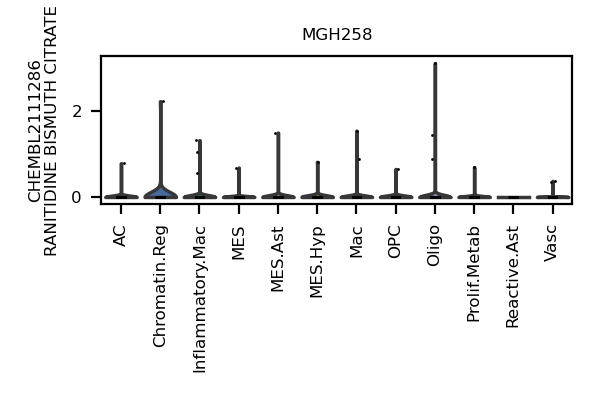 MGH258
CHEMBL2111286
RANITIDINE BISMUTH CITRATE
2
0
AC
Chromatin.Reg
Inflammatory.Mac
MES
MES.Ast
MES.Hyp
Mac
OPC
Oligo
Prolif.Metab
Reactive.Ast
Vasc